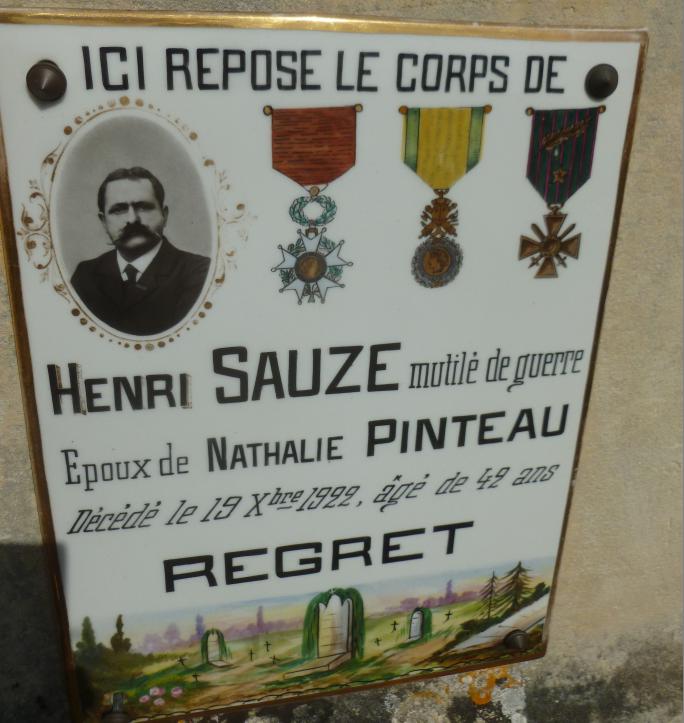 ICI REPOSE LE CORPS DE
HENRI SAUZE mutilé de guerre
Epoux de NATHALIE PINTEAU
Décédé le 19 Xbre 1922, âgé de 42 ans
REGRET